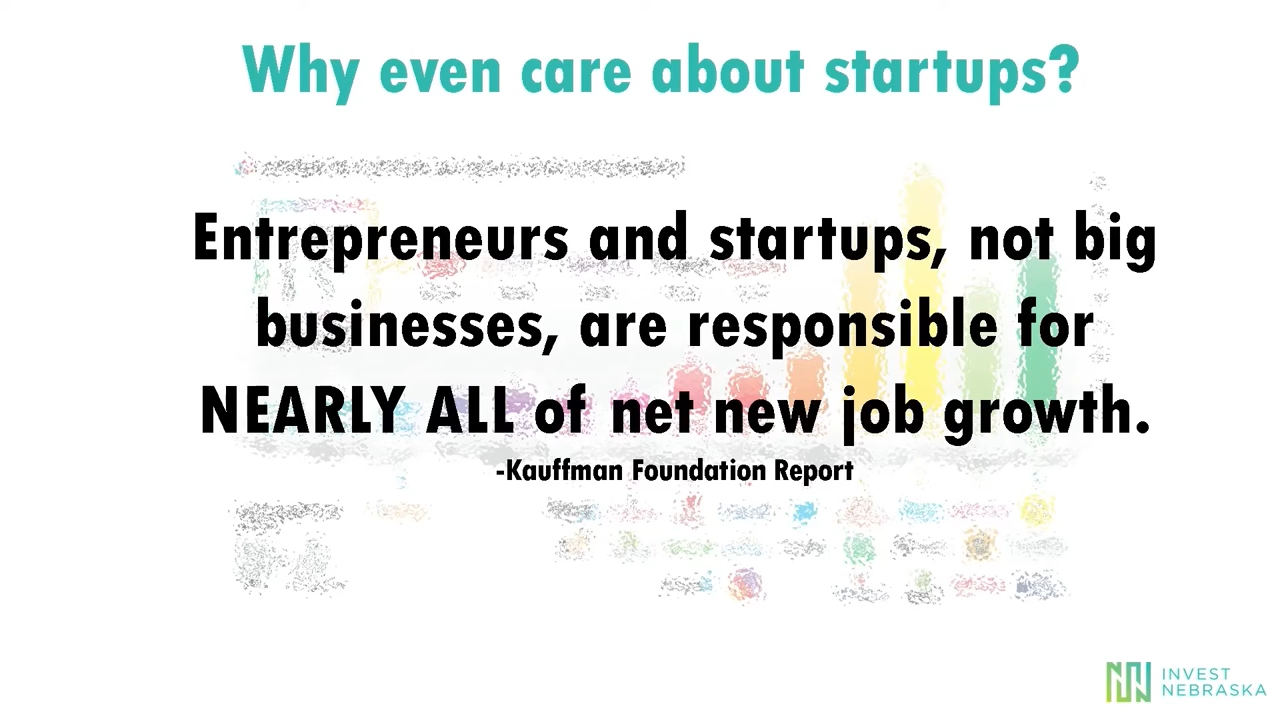 Why even care about startups?
Entrepreneurs and startups, not big
businesses, are responsible for
NEARLY ALL of net new job growth.
-Kauffman Foundation Report
INVEST
NEBRASKA